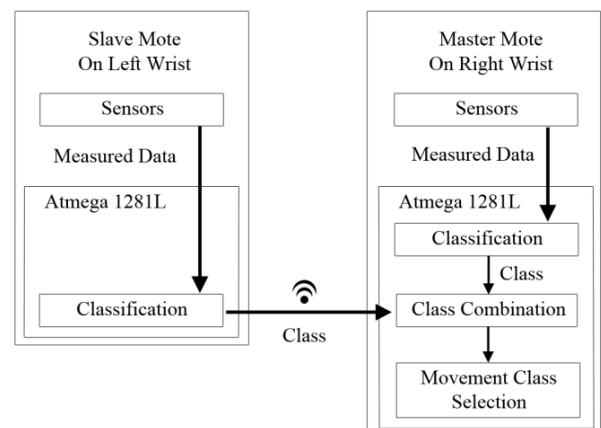 Slave Mote
On Left Wrist
Sensors
Measured Data
Atmega 1281L
Classification
Class
Master Mote
On Right Wrist
Sensors
Measured Data
Atmega 1281L
Classification
Class
Class Combination
Movement Class
Selection